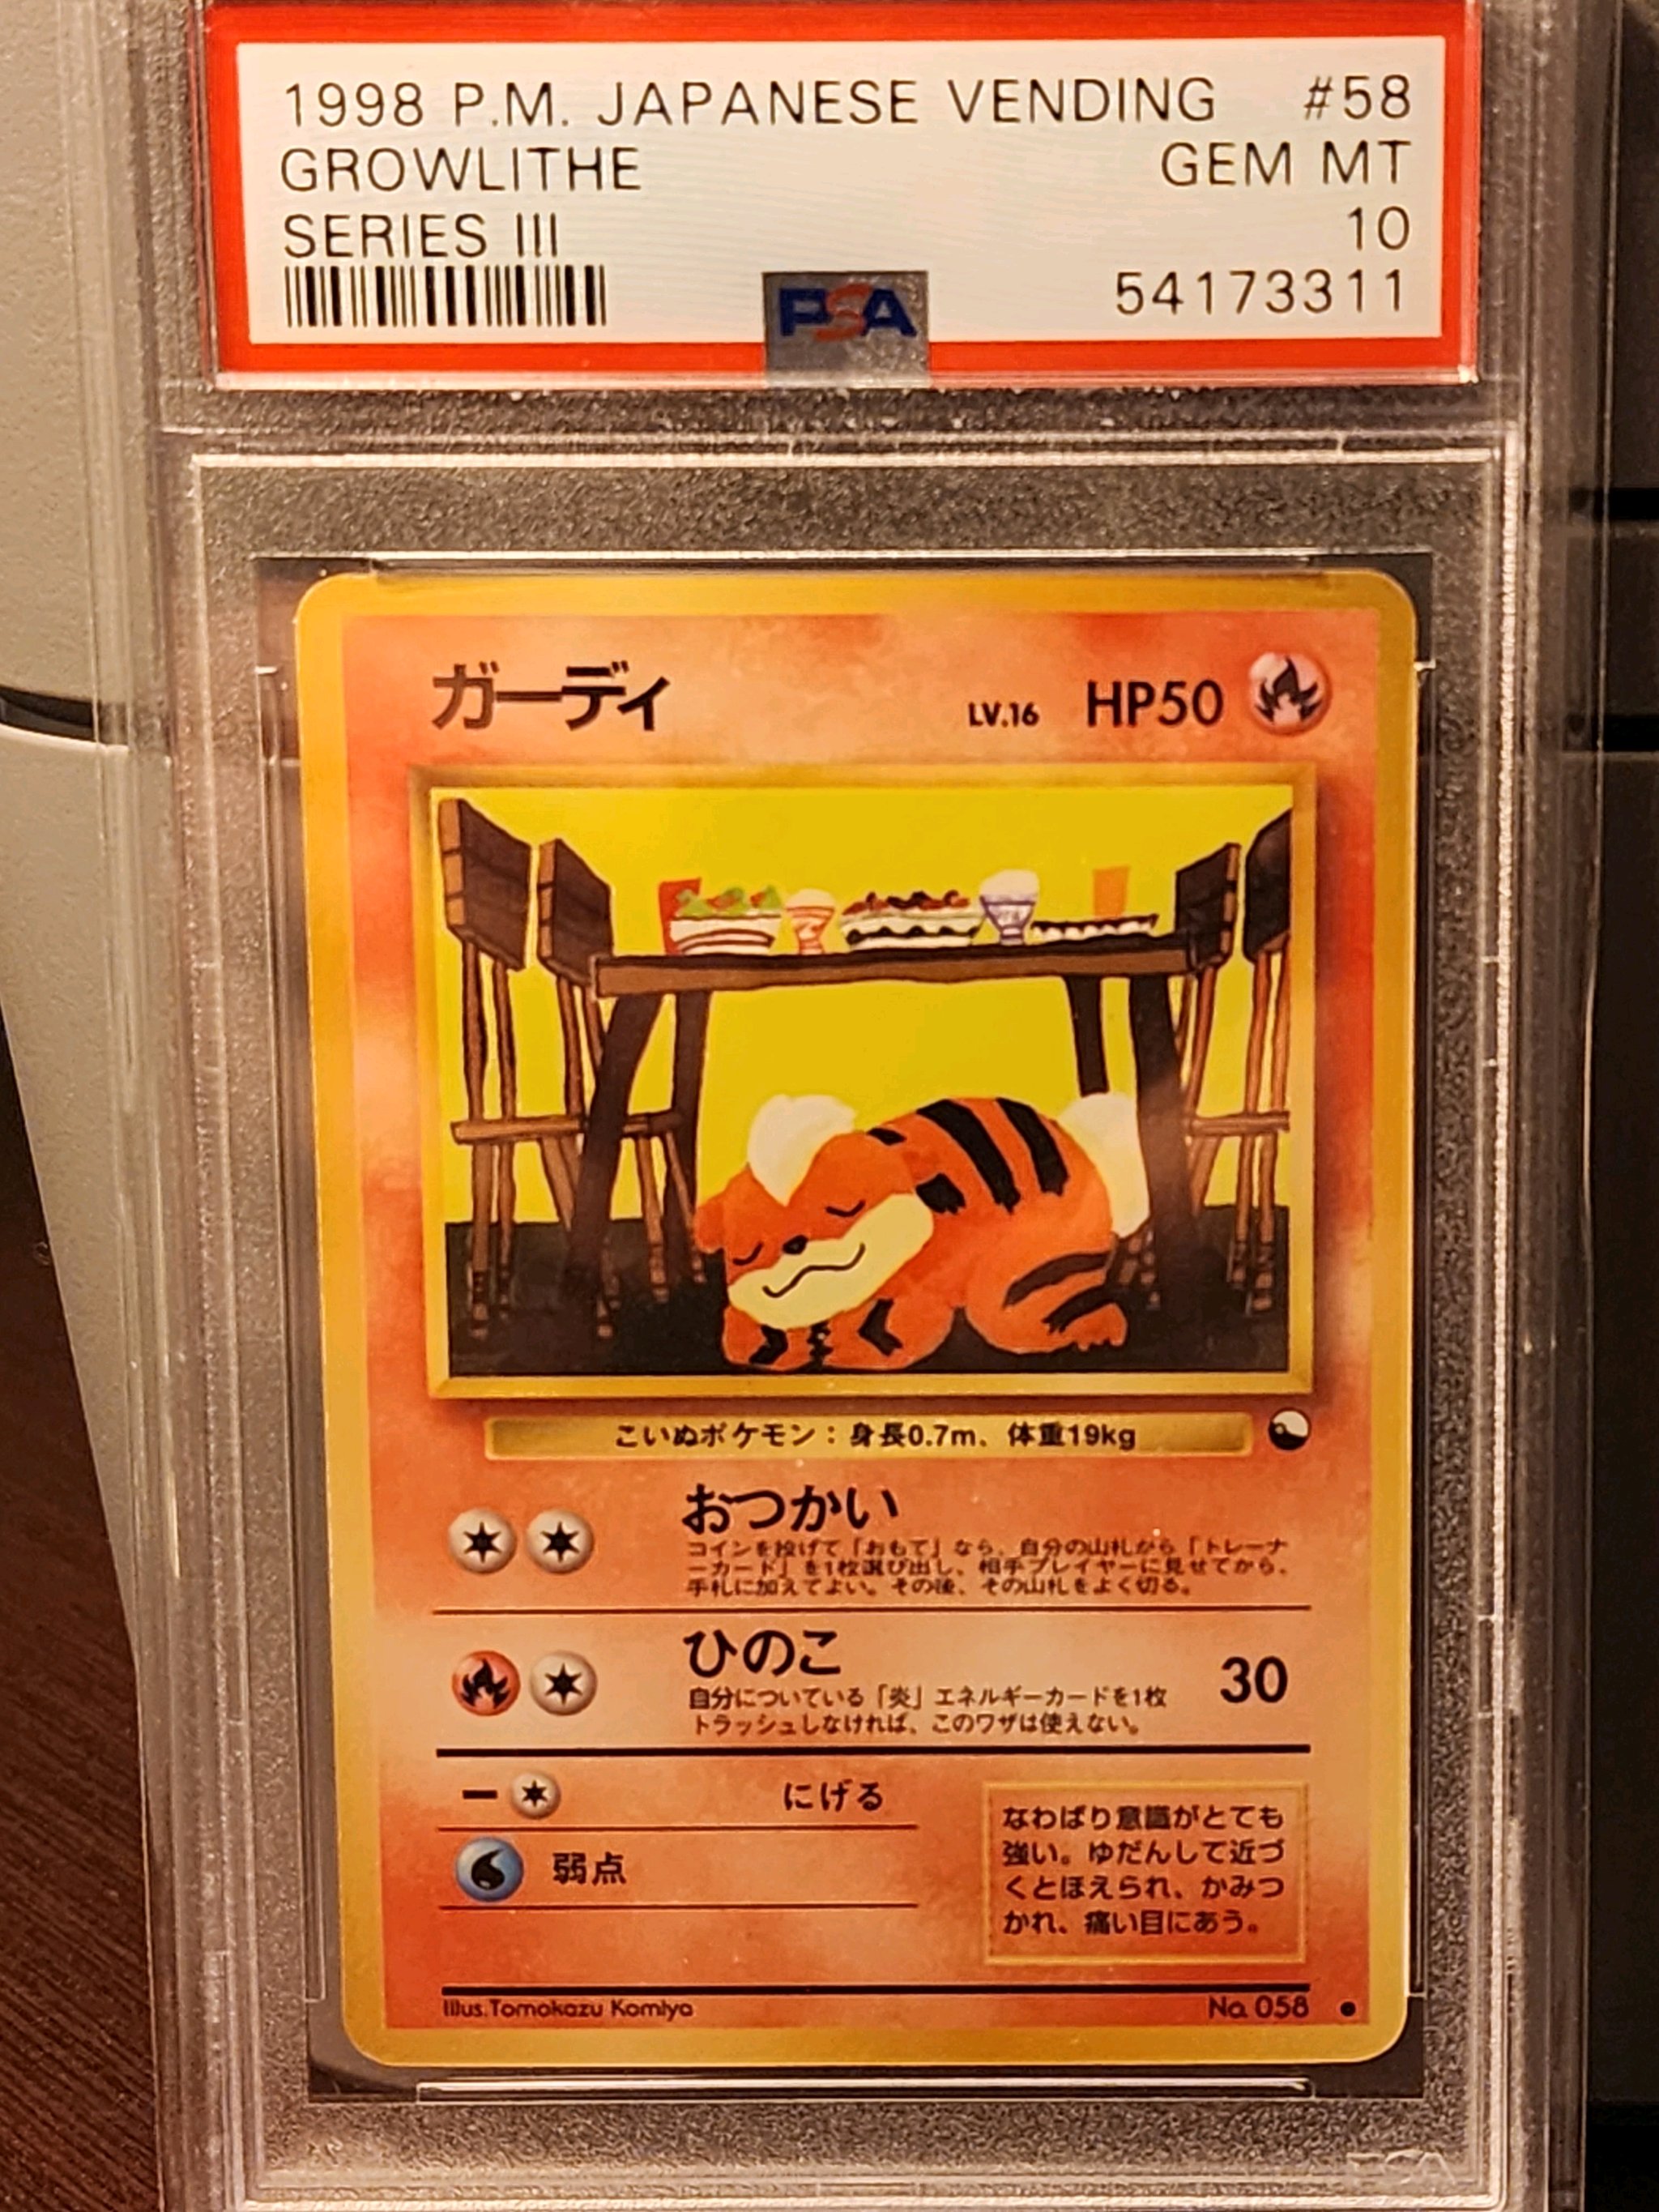 1998 P.M. JAPANESE VENDING #58
GROWLITHE GEM MT
SERIES III 10
PSA 54173311
ガーディ LV.16 HP50
こいぬポケモン：身長0.7m、体重19kg
おつかい
コインを投げて「おもて」なら、自分の山札から「トレーナ
ーカード」を1枚選び出し、相手プレイヤーに見せてから、
手札に加えてよい。その後、その山札をよく切る。
ひのこ 30
自分についている「炎」エネルギーカードを1枚
トラッシュしなければ、このワザは使えない。
ー にげる
弱点
なわばり意識がとても
強い。ゆだんして近づ
くとほえられ、かみつ
かれ、痛い目にあう。
Illus.Tomokazu Komiya No. 058 ●
PSA